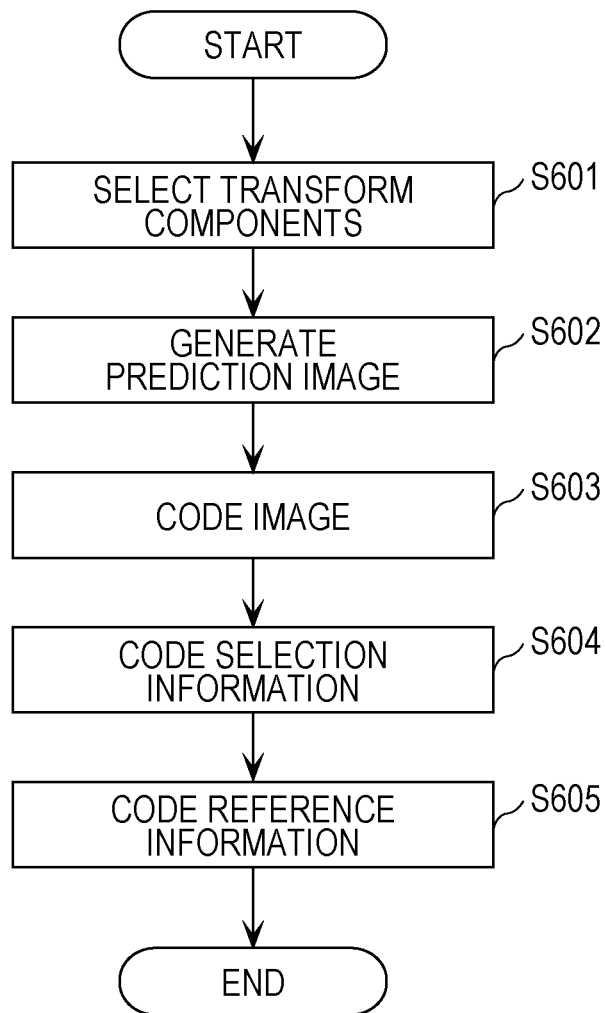 START
SELECT TRANSFORM
COMPONENTS
S601
GENERATE
PREDICTION IMAGE
S602
CODE IMAGE
S603
CODE SELECTION
INFORMATION
S604
CODE REFERENCE
INFORMATION
S605
END